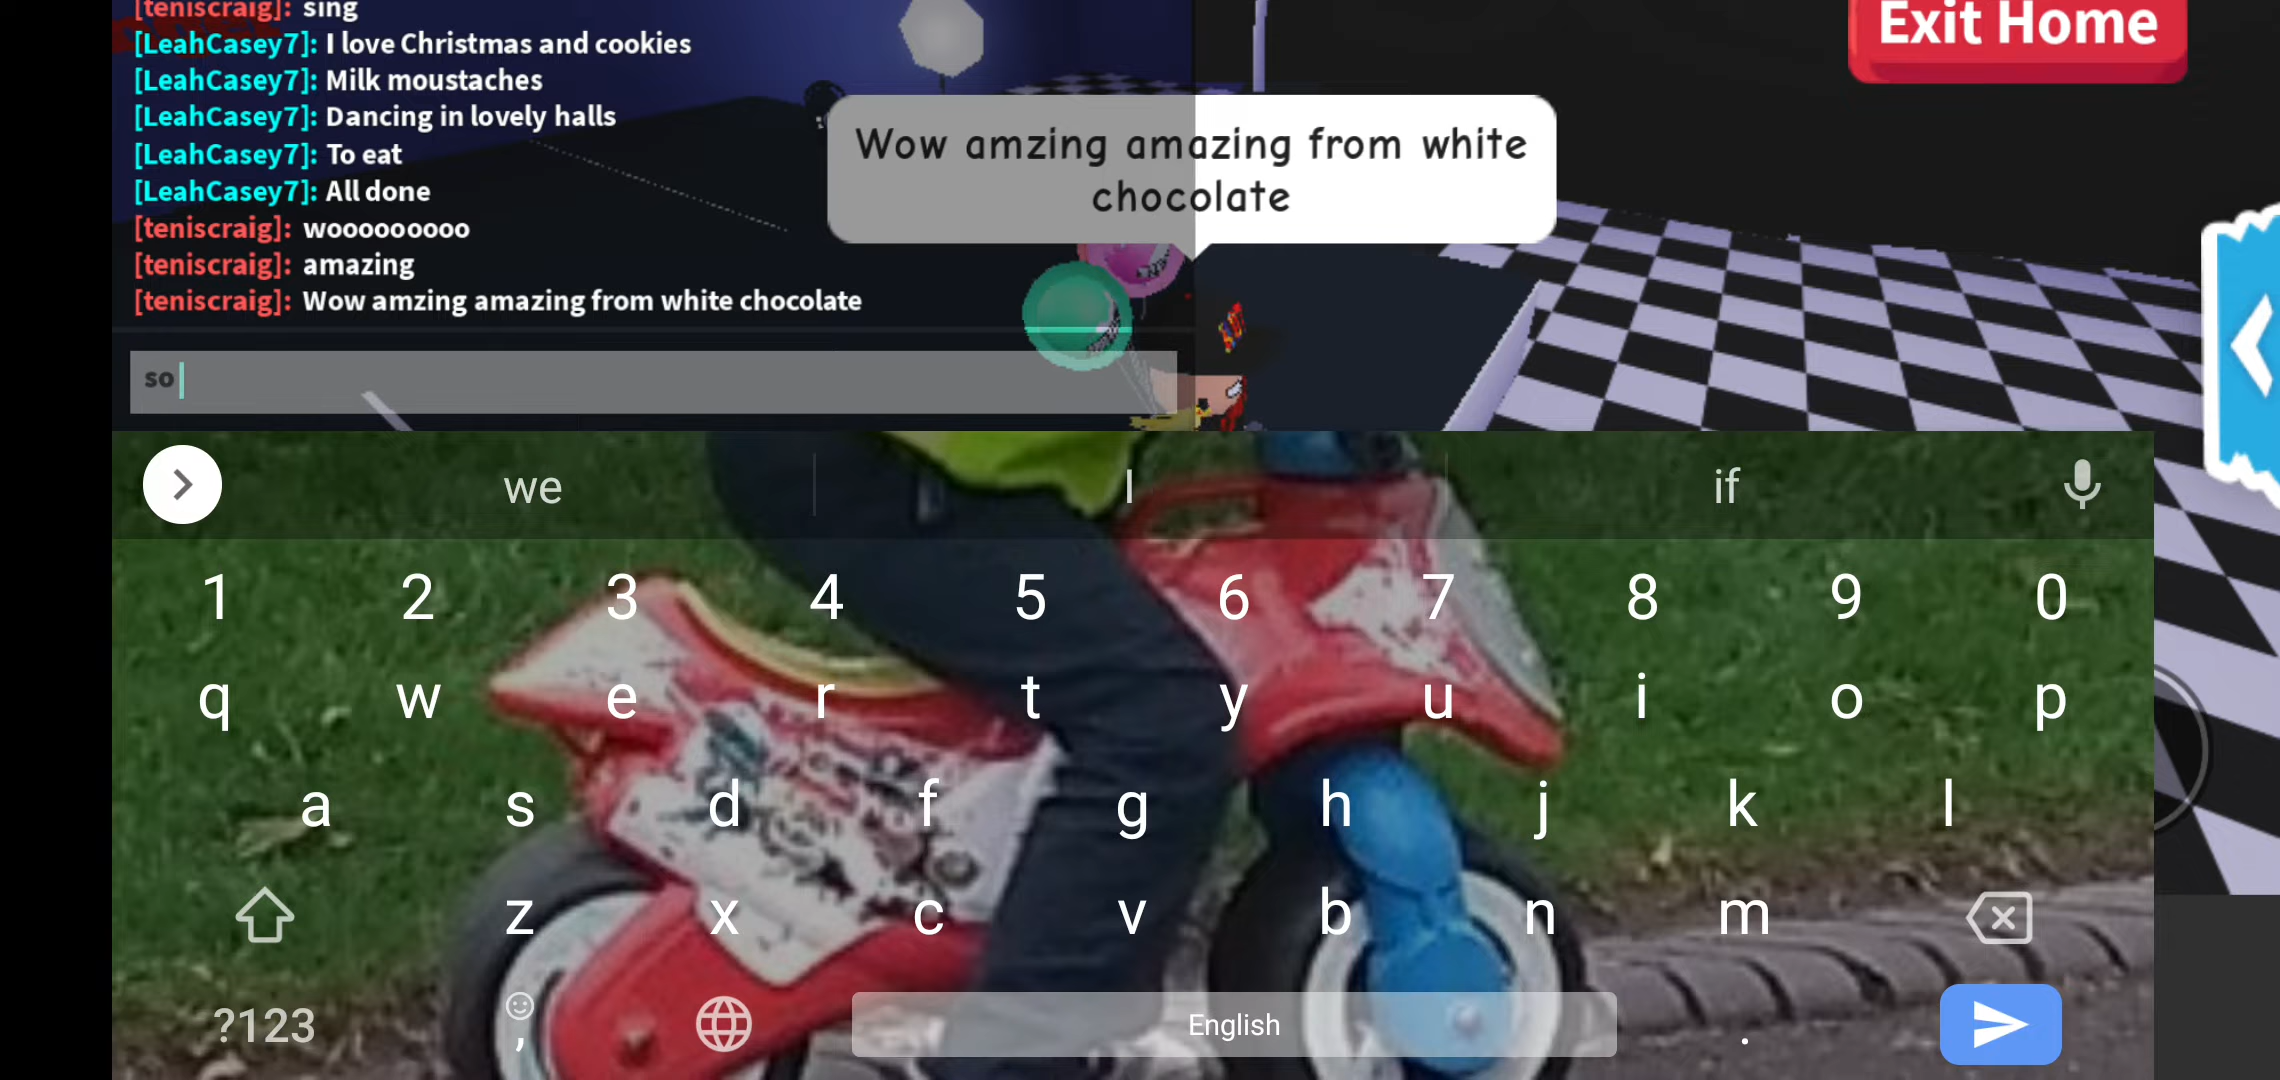 [teniscraig]: sing
[LeahCasey7]: I love Christmas and cookies
[LeahCasey7]: Milk moustaches
[LeahCasey7]: Dancing in lovely halls
[LeahCasey7]: To eat
[LeahCasey7]: All done
[teniscraig]: wooooooooo
[teniscraig]: amazing
[teniscraig]: Wow amzing amazing from white chocolate
so
Wow amzing amazing from white
chocolate
Exit Home
we I if
1 2 3 4 5 6 7 8 9 0
q w e r t y u i o p
a s d f g h j k l
z x c v b n m
?123 , English .